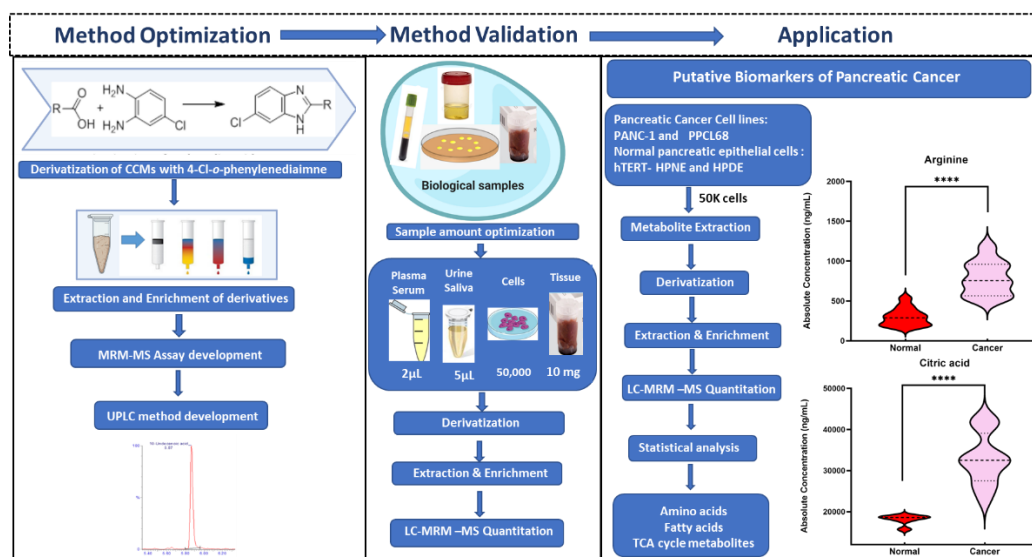 Method Optimization
Method Validation
Application
R
O
OH
+
H₂N
H₂N
Cl
Cl
N
H
N
R
Derivatization of CCMs with 4-Cl-o-phenylenediaimne
Extraction and Enrichment of derivatives
MRM-MS Assay development
UPLC method development
100
%
Biological samples
Sample amount optimization
Plasma
Serum
Urine
Saliva
Cells
Tissue
2µL
5µL
50,000
10 mg
Derivatization
Extraction & Enrichment
LC-MRM –MS Quantitation
Putative Biomarkers of Pancreatic Cancer
Pancreatic Cancer Cell lines:
PANC-1 and PPCL68
Normal pancreatic epithelial cells :
hTERT- HPNE and HPDE
50K cells
Metabolite Extraction
Derivatization
Extraction & Enrichment
LC-MRM –MS Quantitation
Statistical analysis
Amino acids
Fatty acids
TCA cycle metabolites
Arginine
****
Absolute Concentration (ng/mL)
2000
1500
1000
500
0
Normal
Cancer
Citric acid
****
Absolute Concentration (ng/mL)
50000
40000
30000
20000
Normal
Cancer